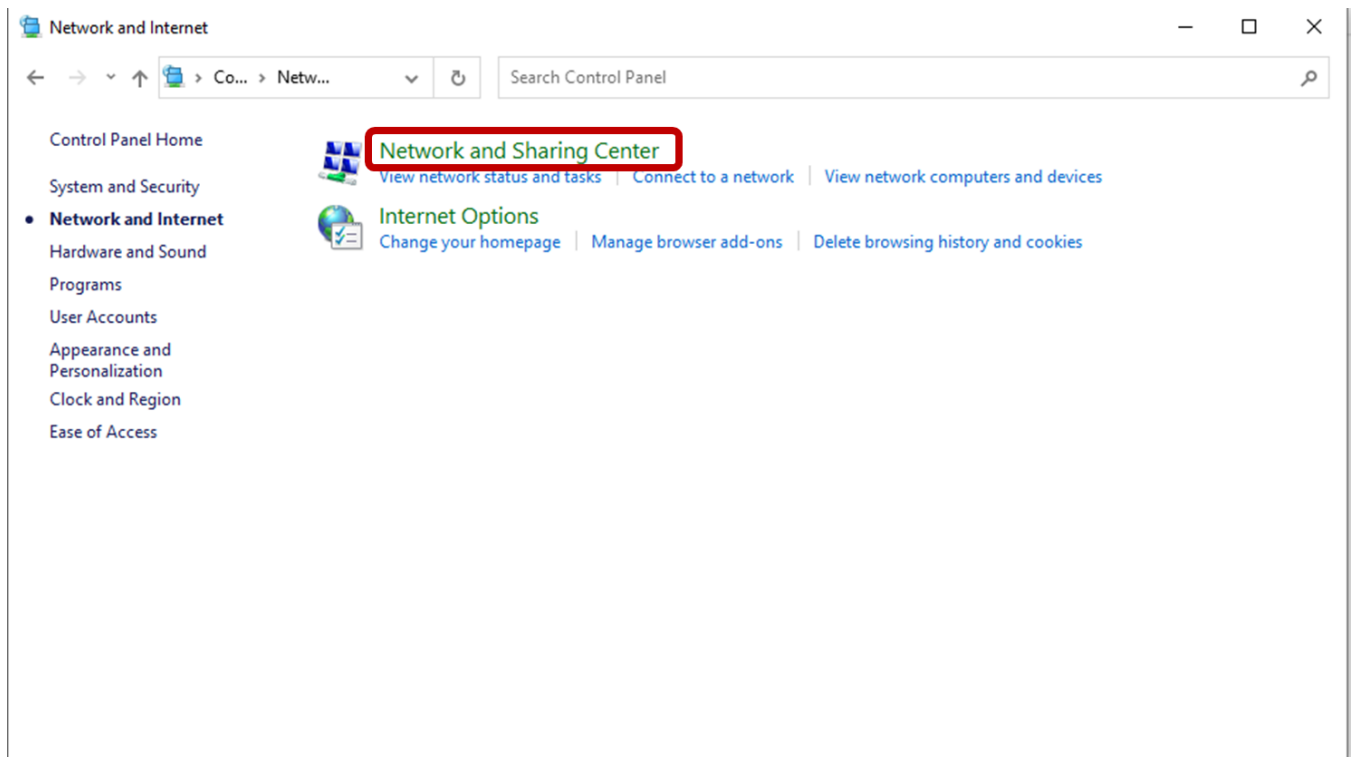 Network and Internet
Co... > Netw...
Search Control Panel
Control Panel Home
System and Security
Network and Internet
Hardware and Sound
Programs
User Accounts
Appearance and
Personalization
Clock and Region
Ease of Access
Network and Sharing Center
View network status and tasks | Connect to a network | View network computers and devices
Internet Options
Change your homepage | Manage browser add-ons | Delete browsing history and cookies